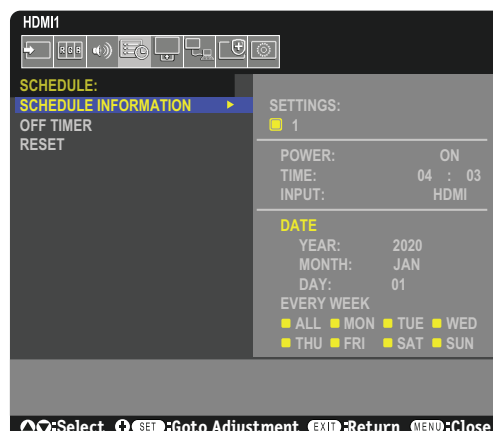 HDMI1
RGB
SCHEDULE:
SCHEDULE INFORMATION
OFF TIMER
RESET
SETTINGS:
1
POWER: ON
TIME: 04 : 03
INPUT: HDMI
DATE
YEAR: 2020
MONTH: JAN
DAY: 01
EVERY WEEK
ALL MON TUE WED
THU FRI SAT SUN
:Select SET:Goto Adjustment EXIT:Return MENU:Close